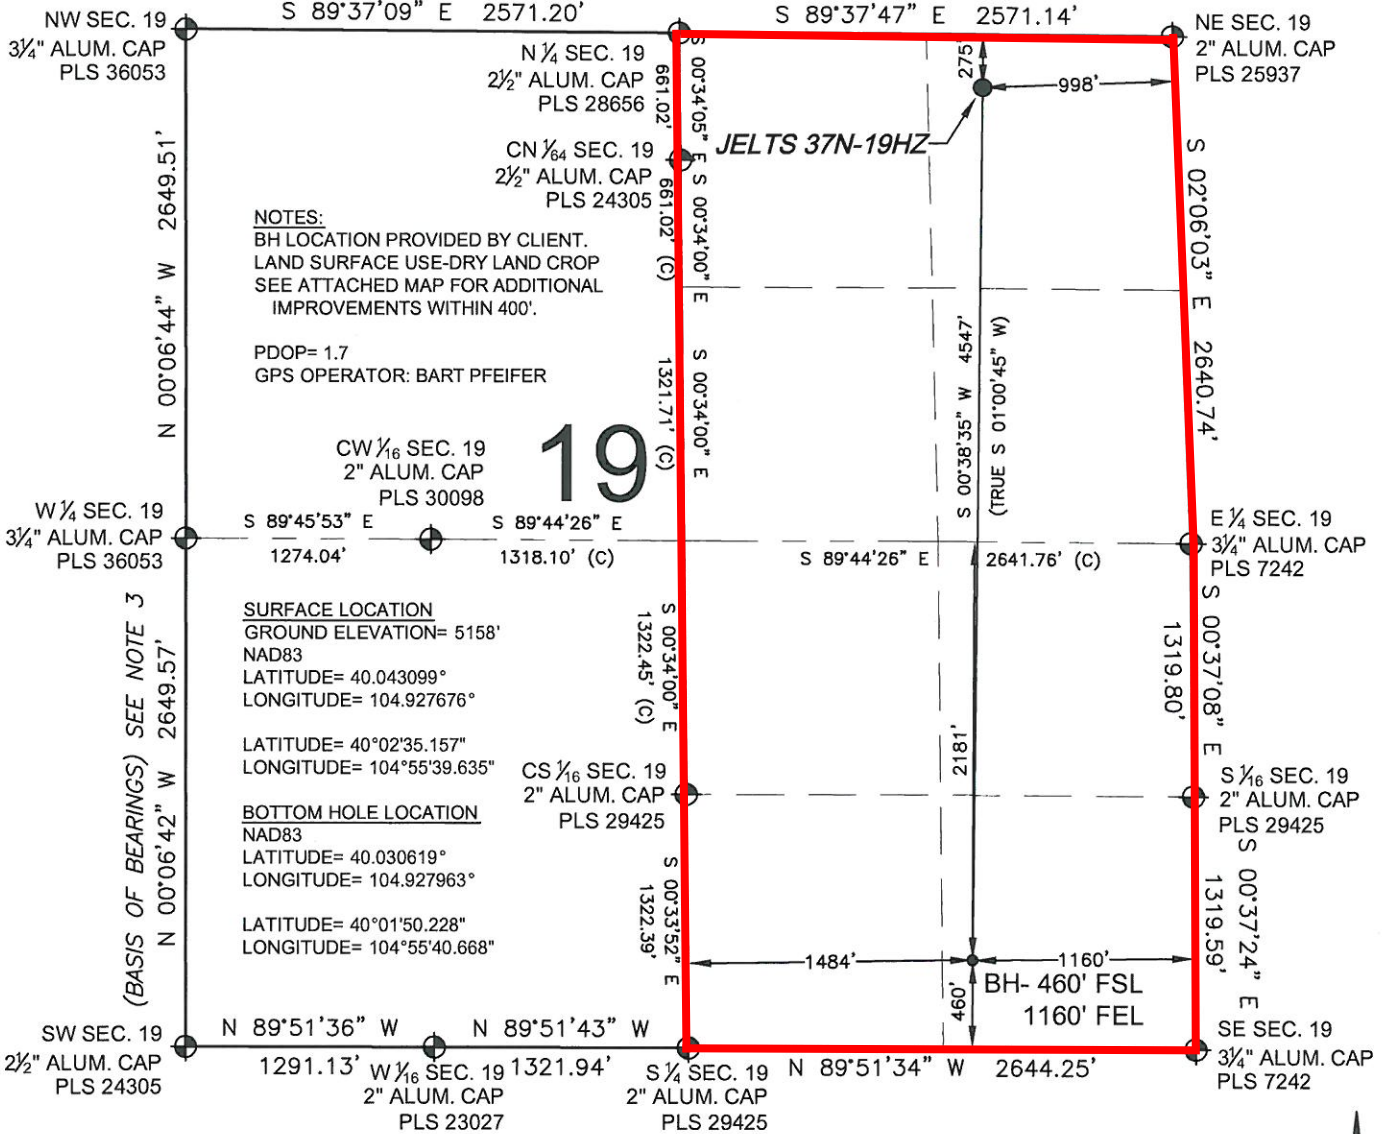 NW SEC. 19
3¼" ALUM. CAP
PLS 36053
S 89°37'09" E 2571.20'
S 89°37'47" E 2571.14'
NE SEC. 19
2" ALUM. CAP
PLS 25937
N ¼ SEC. 19
2½" ALUM. CAP
PLS 28656
S 00°34'05" E
661.02'
275'
998'
JELTS 37N-19HZ
CN 1⁄64 SEC. 19
2½" ALUM. CAP
PLS 24305
S 00°34'00" E
661.02' (C)
N 00°06'44" W 2649.51'
S 02°06'03" E 2640.74'
NOTES:
BH LOCATION PROVIDED BY CLIENT.
LAND SURFACE USE-DRY LAND CROP
SEE ATTACHED MAP FOR ADDITIONAL
IMPROVEMENTS WITHIN 400'.
PDOP= 1.7
GPS OPERATOR: BART PFEIFER
S 00°34'00" E
1321.71' (C)
S 00°38'35" W 4547'
(TRUE S 01°00'45" W)
19
CW 1⁄16 SEC. 19
2" ALUM. CAP
PLS 30098
W ¼ SEC. 19
3¼" ALUM. CAP
PLS 36053
S 89°45'53" E
1274.04'
S 89°44'26" E
1318.10' (C)
S 89°44'26" E 2641.76' (C)
E ¼ SEC. 19
3¼" ALUM. CAP
PLS 7242
SURFACE LOCATION
GROUND ELEVATION= 5158'
NAD83
LATITUDE= 40.043099°
LONGITUDE= 104.927676°
LATITUDE= 40°02'35.157"
LONGITUDE= 104°55'39.635"
BOTTOM HOLE LOCATION
NAD83
LATITUDE= 40.030619°
LONGITUDE= 104.927963°
LATITUDE= 40°01'50.228"
LONGITUDE= 104°55'40.668"
(BASIS OF BEARINGS) SEE NOTE 3
N 00°06'42" W 2649.57'
S 00°34'00" E
1322.45' (C)
2181'
S 00°37'08" E
1319.80'
CS 1⁄16 SEC. 19
2" ALUM. CAP
PLS 29425
S 1⁄16 SEC. 19
2" ALUM. CAP
PLS 29425
S 00°33'52" E
1322.39'
S 00°37'24" E
1319.59'
1484'
1160'
460'
BH- 460' FSL
1160' FEL
SW SEC. 19
2½" ALUM. CAP
PLS 24305
N 89°51'36" W
1291.13'
W 1⁄16 SEC. 19
2" ALUM. CAP
PLS 23027
N 89°51'43" W
1321.94'
S ¼ SEC. 19
2" ALUM. CAP
PLS 29425
N 89°51'34" W 2644.25'
SE SEC. 19
3¼" ALUM. CAP
PLS 7242